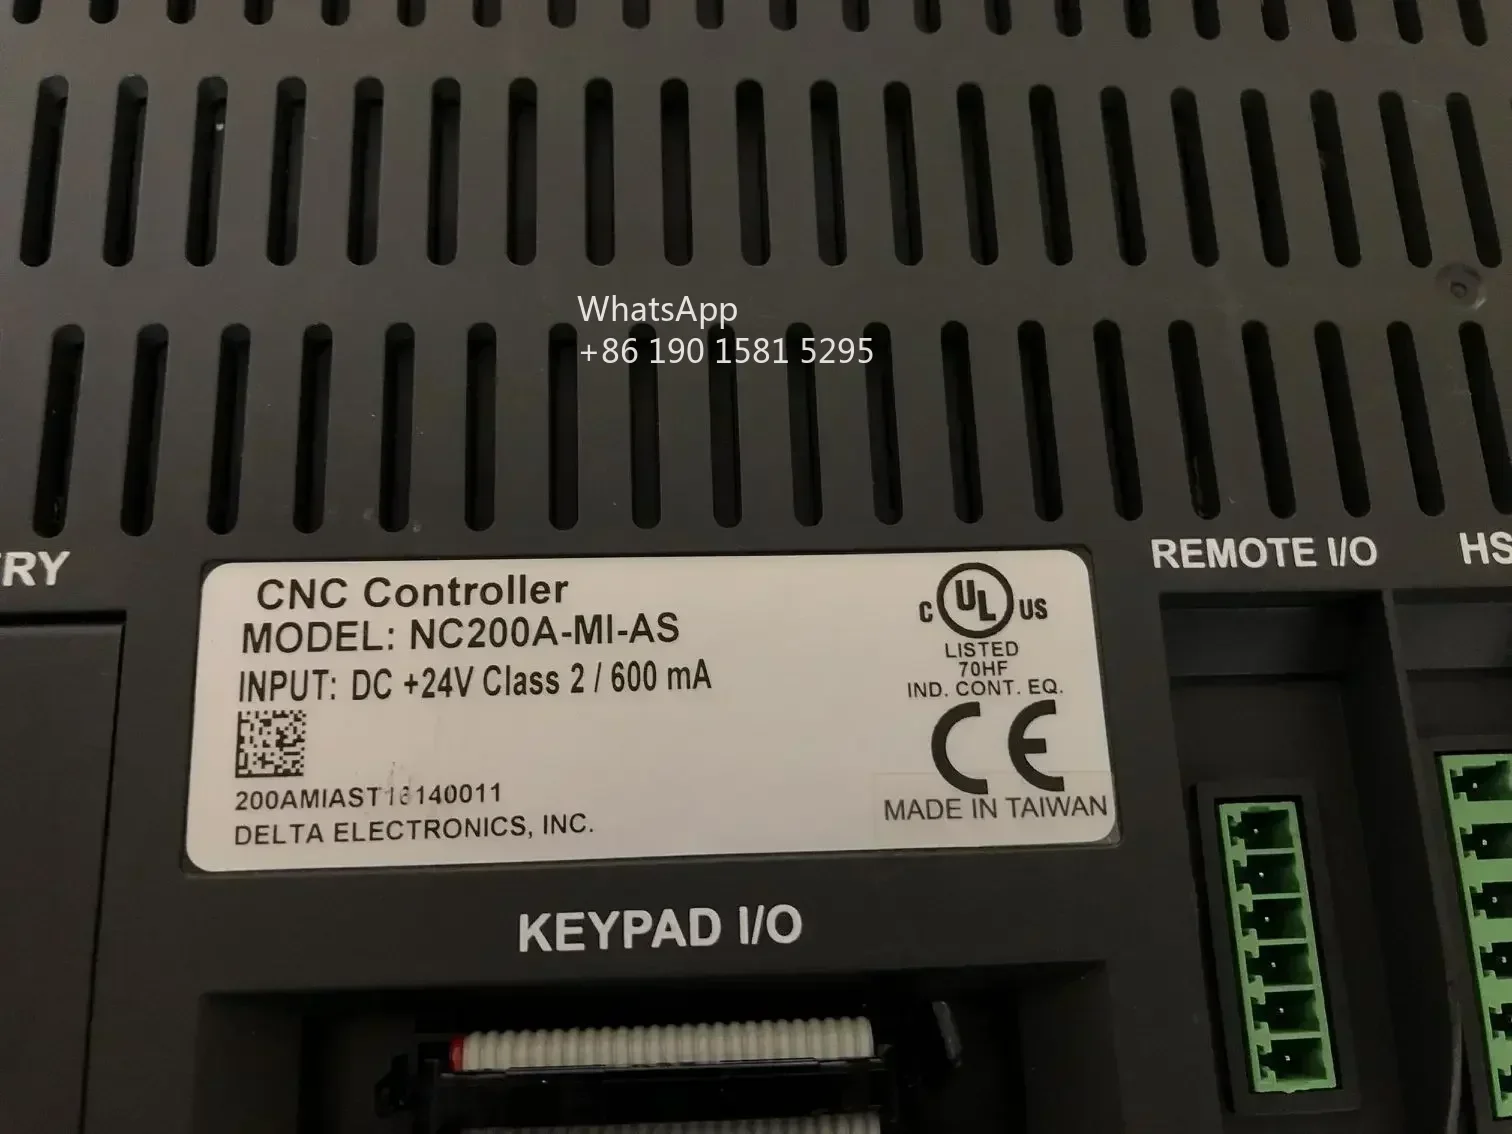 WhatsApp
+86 190 1581 5295
RY
REMOTE I/O
HS
CNC Controller
MODEL: NC200A-MI-AS
INPUT: DC +24V Class 2 / 600 mA
200AMIAST16140011
DELTA ELECTRONICS, INC.
C UL US
LISTED
70HF
IND. CONT. EQ.
CE
MADE IN TAIWAN
KEYPAD I/O